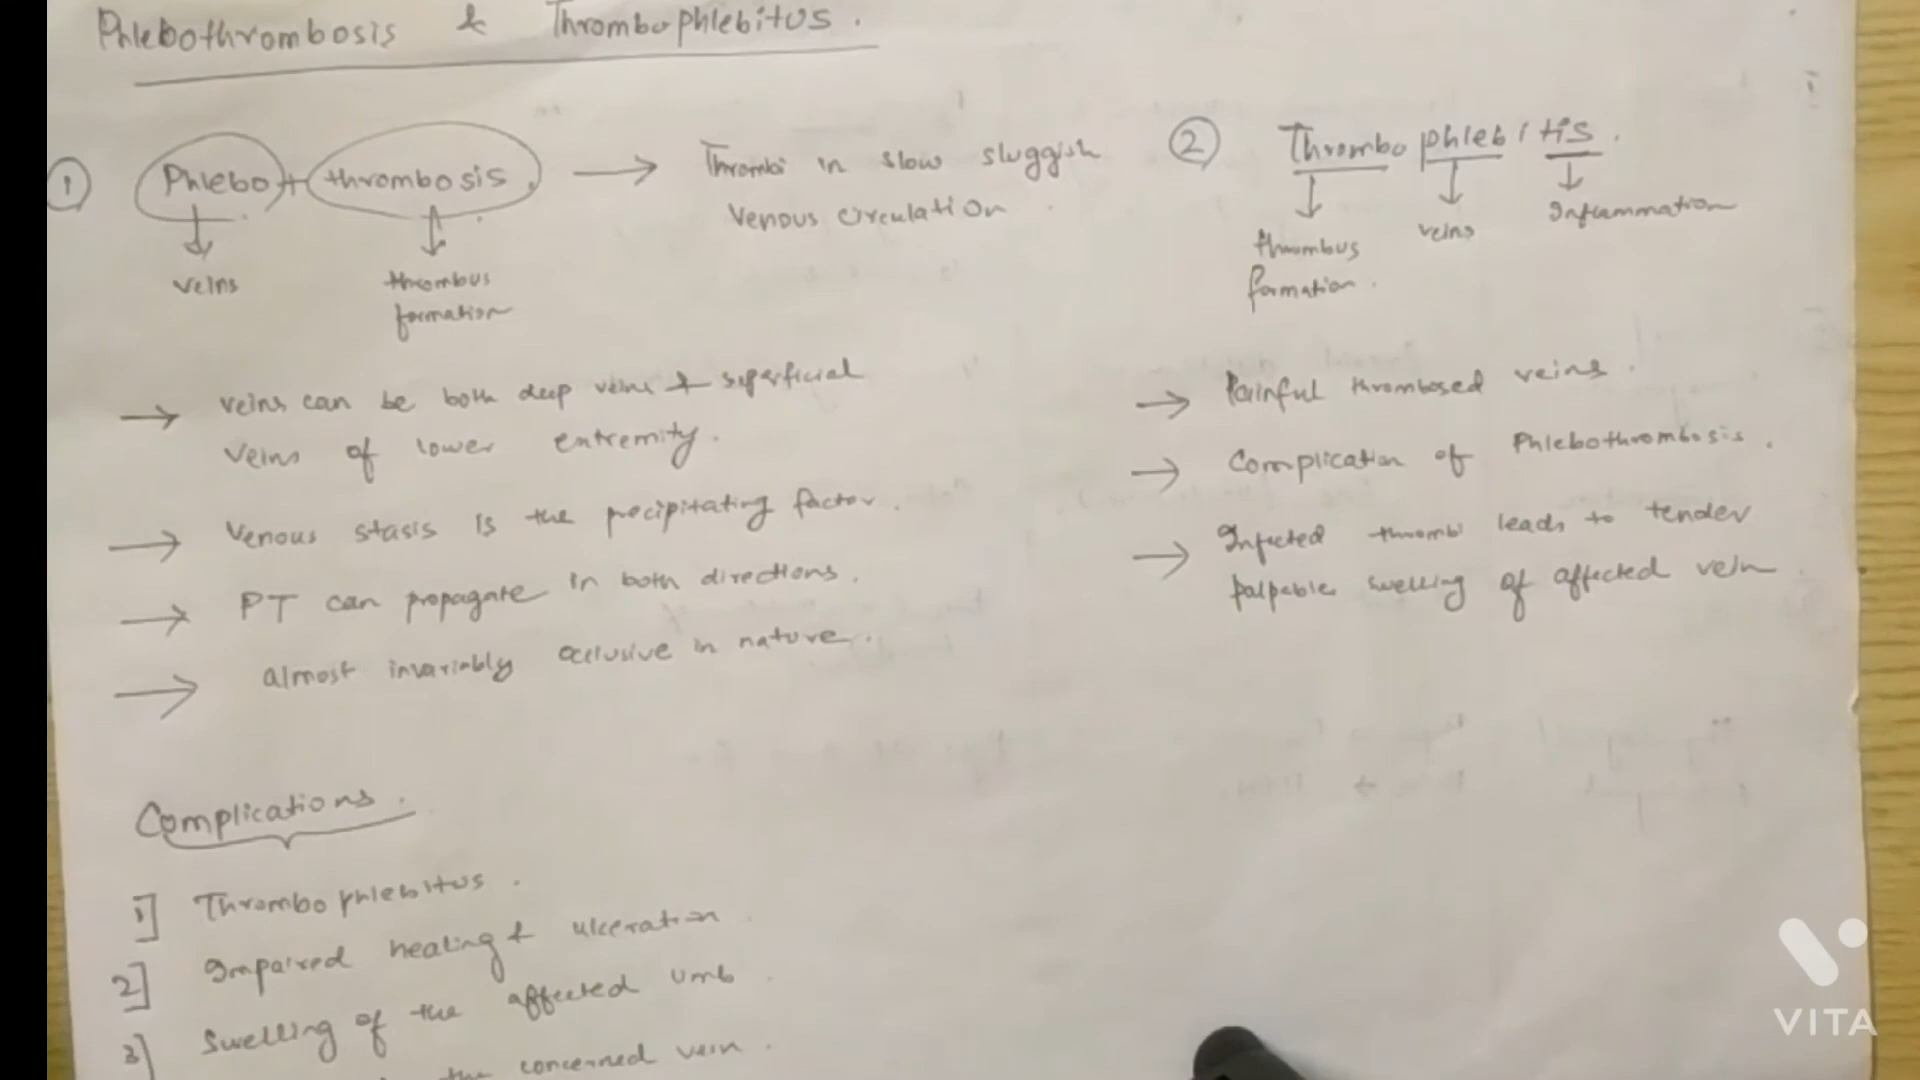 Phlebothrombosis & Thrombophlebitus.
1 Phlebo + thrombosis. → Thrombi in slow sluggish
venous circulation
veins
thrombus
formation
2 Thrombo phlebitis.
thrombus
formation.
veins
Inflammation
→ veins can be both deep veins & superficial
veins of lower extremity.
→ Venous stasis is the precipitating factor.
→ PT can propagate in both directions.
→ almost invariably occlusive in nature.
→ Painful thrombosed veins.
→ Complication of Phlebothrombosis.
→ Infected thrombi leads to tender
palpable swelling of affected vein
Complications.
1] Thrombophlebitus.
2] Impaired healing & ulceration
3] Swelling of the affected limb
the concerned vein.
VITA